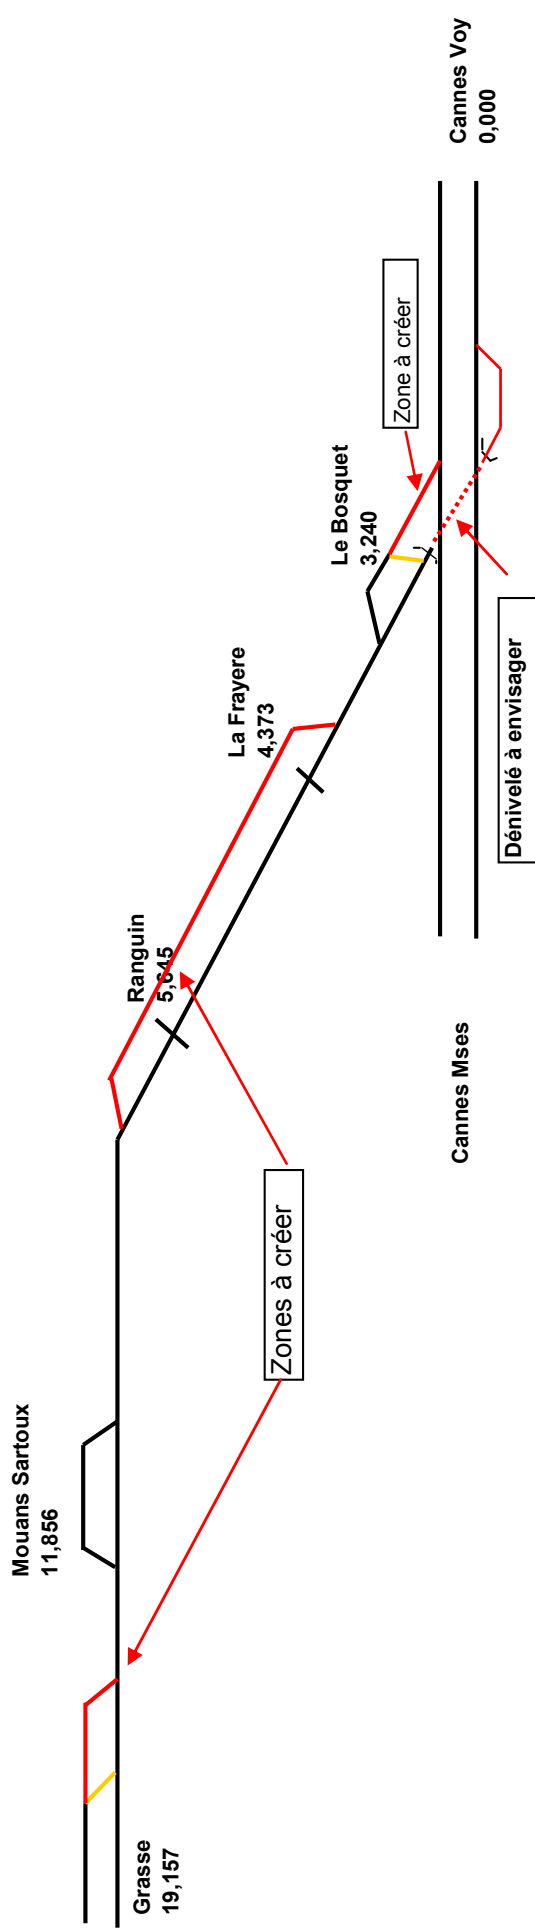 Grasse
19,157
Mouans Sartoux
11,856
Zones à créer
Ranguin
5,645
La Frayere
4,373
Le Bosquet
3,240
Zone à créer
Cannes Mses
Dénivelé à envisager
Cannes Voy
0,000